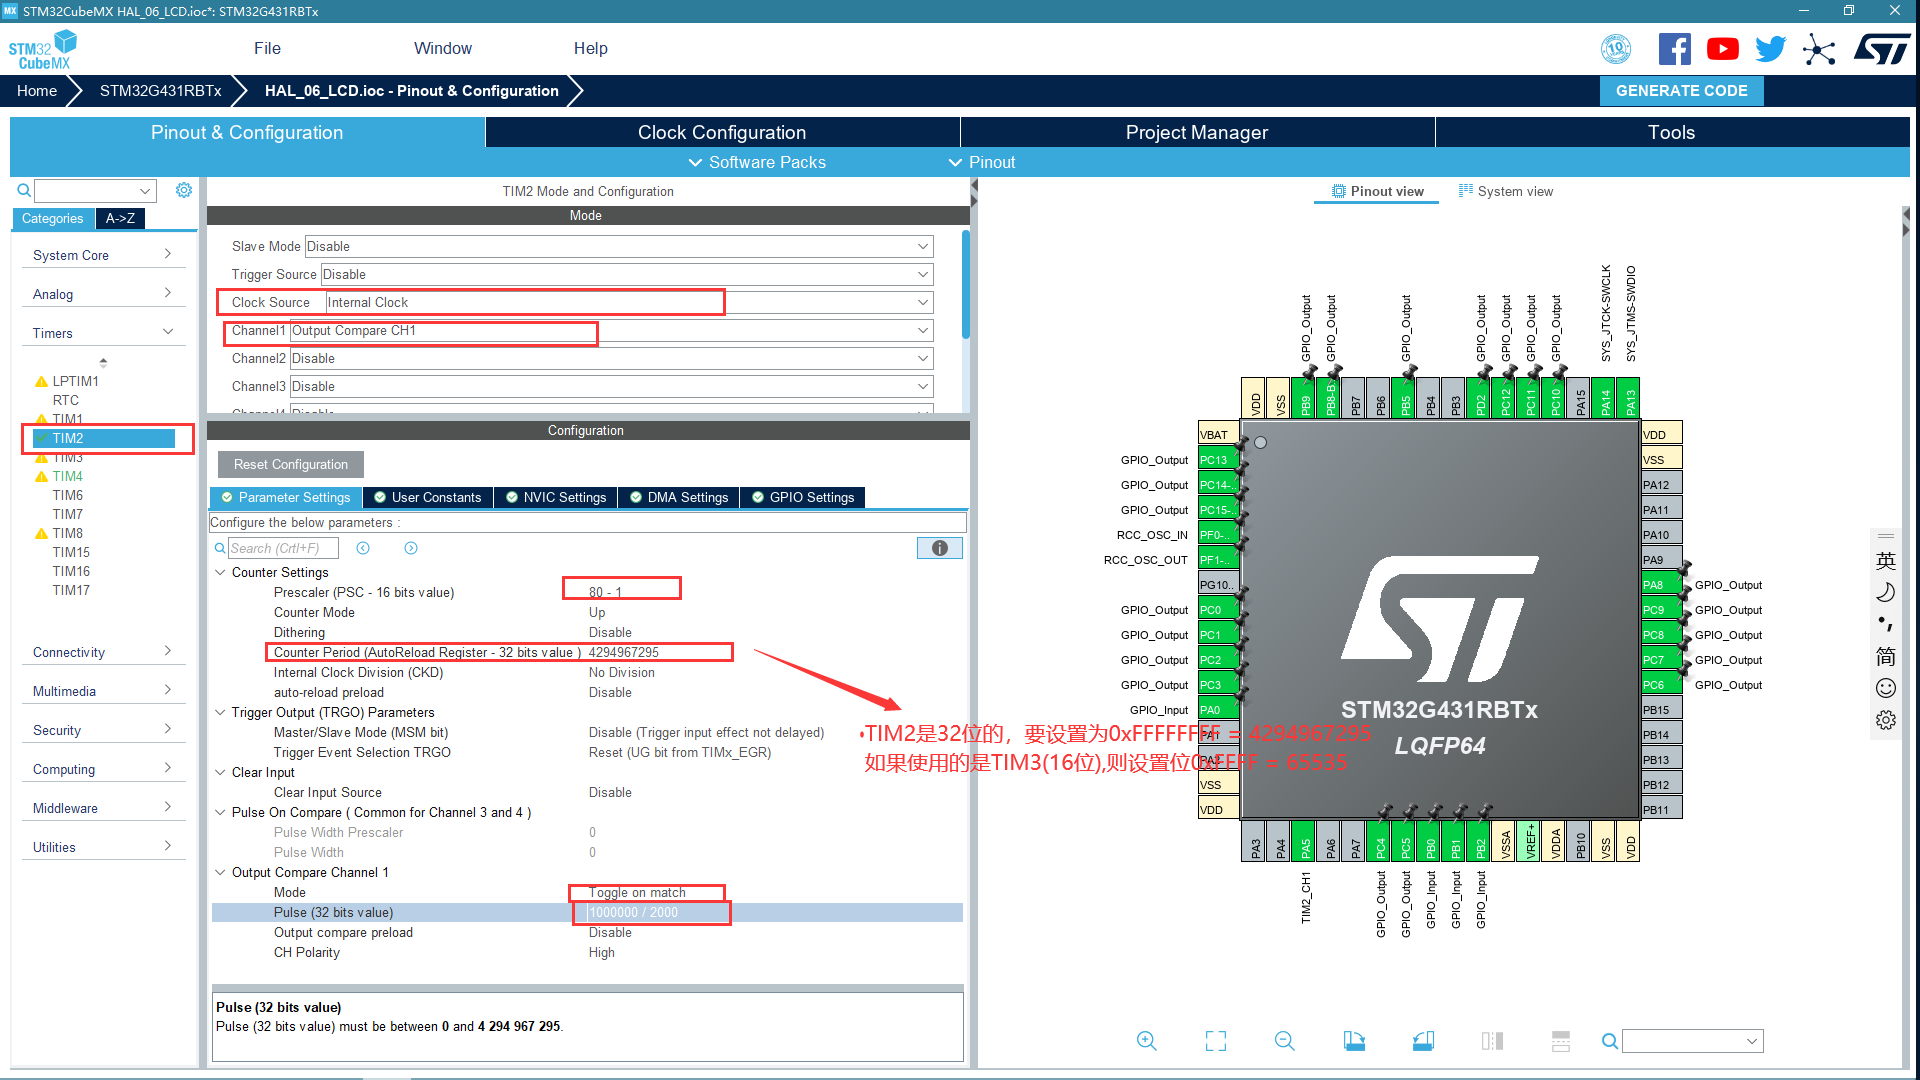 STM32CubeMX HAL_06_LCD.ioc*: STM32G431RBTx
STM32 CubeMX
File
Window
Help
Home
STM32G431RBTx
HAL_06_LCD.ioc - Pinout & Configuration
GENERATE CODE
Pinout & Configuration
Clock Configuration
Project Manager
Tools
Software Packs
Pinout
Categories
A->Z
System Core
Analog
Timers
LPTIM1
RTC
TIM1
TIM2
TIM3
TIM4
TIM6
TIM7
TIM8
TIM15
TIM16
TIM17
Connectivity
Multimedia
Security
Computing
Middleware
Utilities
TIM2 Mode and Configuration
Mode
Slave Mode Disable
Trigger Source Disable
Clock Source Internal Clock
Channel1 Output Compare CH1
Channel2 Disable
Channel3 Disable
Channel4 Disable
Configuration
Reset Configuration
Parameter Settings
User Constants
NVIC Settings
DMA Settings
GPIO Settings
Configure the below parameters :
Search (Crtl+F)
Counter Settings
Prescaler (PSC - 16 bits value) 80 - 1
Counter Mode Up
Dithering Disable
Counter Period (AutoReload Register - 32 bits value ) 4294967295
Internal Clock Division (CKD) No Division
auto-reload preload Disable
Trigger Output (TRGO) Parameters
Master/Slave Mode (MSM bit) Disable (Trigger input effect not delayed)
Trigger Event Selection TRGO Reset (UG bit from TIMx_EGR)
Clear Input
Clear Input Source Disable
Pulse On Compare ( Common for Channel 3 and 4 )
Pulse Width Prescaler 0
Pulse Width 0
Output Compare Channel 1
Mode Toggle on match
Pulse (32 bits value) 1000000 / 2000
Output compare preload Disable
CH Polarity High
Pulse (32 bits value)
Pulse (32 bits value) must be between 0 and 4 294 967 295.
Pinout view
System view
GPIO_Output
GPIO_Output
GPIO_Output
GPIO_Output
GPIO_Output
GPIO_Output
GPIO_Output
SYS_JTCK-SWCLK
SYS_JTMS-SWDIO
VDD
VSS
PB9
PB8-B
PB7
PB6
PB5
PB4
PB3
PD2
PC12
PC11
PC10
PA15
PA14
PA13
VBAT
GPIO_Output PC13
GPIO_Output PC14-..
GPIO_Output PC15-..
RCC_OSC_IN PF0-..
RCC_OSC_OUT PF1-..
PG10..
GPIO_Output PC0
GPIO_Output PC1
GPIO_Output PC2
GPIO_Output PC3
GPIO_Input PA0
PA1
PA2
VSS
VDD
VDD
VSS
PA12
PA11
PA10
PA9
PA8 GPIO_Output
PC9 GPIO_Output
PC8 GPIO_Output
PC7 GPIO_Output
PC6 GPIO_Output
PB15
PB14
PB13
PB12
PB11
STM32G431RBTx
LQFP64
•TIM2是32位的，要设置为0xFFFFFFFF = 4294967295
如果使用的是TIM3(16位),则设置位0xFFFF = 65535
PA3
PA4
PA5
PA6
PA7
PC4
PC5
PB0
PB1
PB2
VSSA
VREF+
VDDA
PB10
VSS
VDD
TIM2_CH1
GPIO_Output
GPIO_Output
GPIO_Input
GPIO_Input
GPIO_Input
英
简